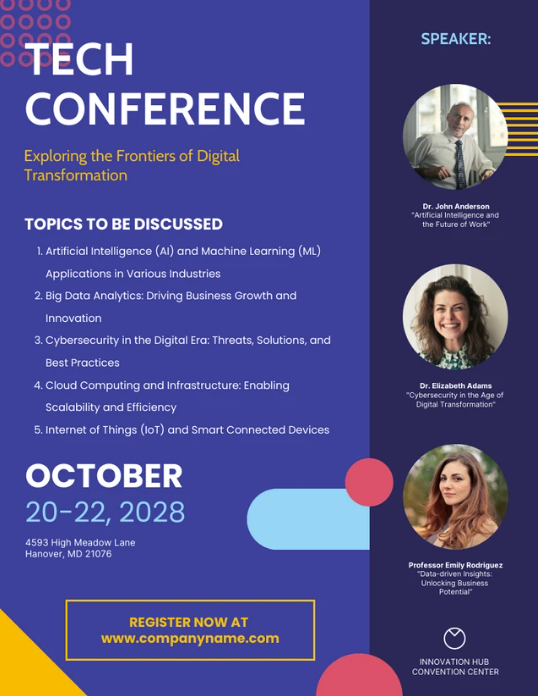 TECH
CONFERENCE
Exploring the Frontiers of Digital
Transformation
TOPICS TO BE DISCUSSED
1. Artificial Intelligence (AI) and Machine Learning (ML)
Applications in Various Industries
2. Big Data Analytics: Driving Business Growth and
Innovation
3. Cybersecurity in the Digital Era: Threats, Solutions, and
Best Practices
4. Cloud Computing and Infrastructure: Enabling
Scalability and Efficiency
5. Internet of Things (IoT) and Smart Connected Devices
OCTOBER
20-22, 2028
4593 High Meadow Lane
Hanover, MD 21076
REGISTER NOW AT
www.companyname.com
SPEAKER:
Dr. John Anderson
"Artificial Intelligence and
the Future of Work"
Dr. Elizabeth Adams
"Cybersecurity in the Age of
Digital Transformation"
Professor Emily Rodriguez
"Data-driven Insights:
Unlocking Business
Potential"
INNOVATION HUB
CONVENTION CENTER